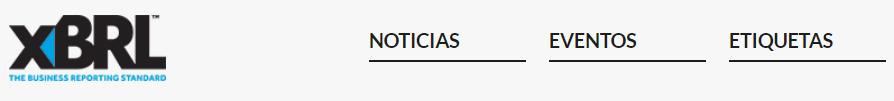 XBRL™
THE BUSINESS REPORTING STANDARD
NOTICIAS
EVENTOS
ETIQUETAS